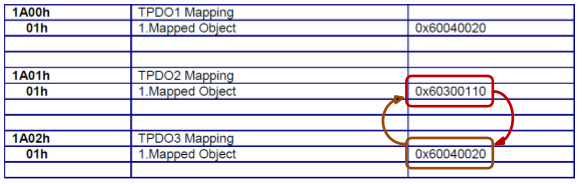 1A00h TPDO1 Mapping
01h 1.Mapped Object 0x60040020
1A01h TPDO2 Mapping
01h 1.Mapped Object 0x60300110
1A02h TPDO3 Mapping
01h 1.Mapped Object 0x60040020